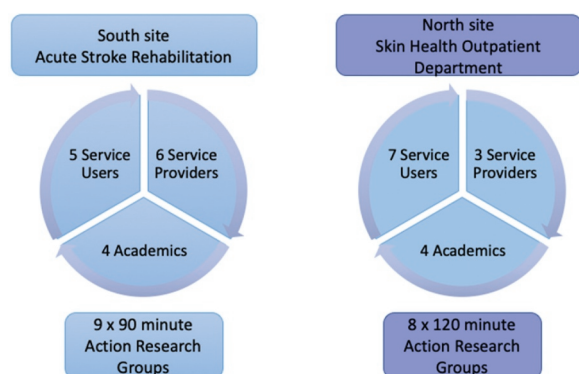 South site
Acute Stroke Rehabilitation
5 Service
Users
6 Service
Providers
4 Academics
9 x 90 minute
Action Research
Groups
North site
Skin Health Outpatient
Department
7 Service
Users
3 Service
Providers
4 Academics
8 x 120 minute
Action Research
Groups